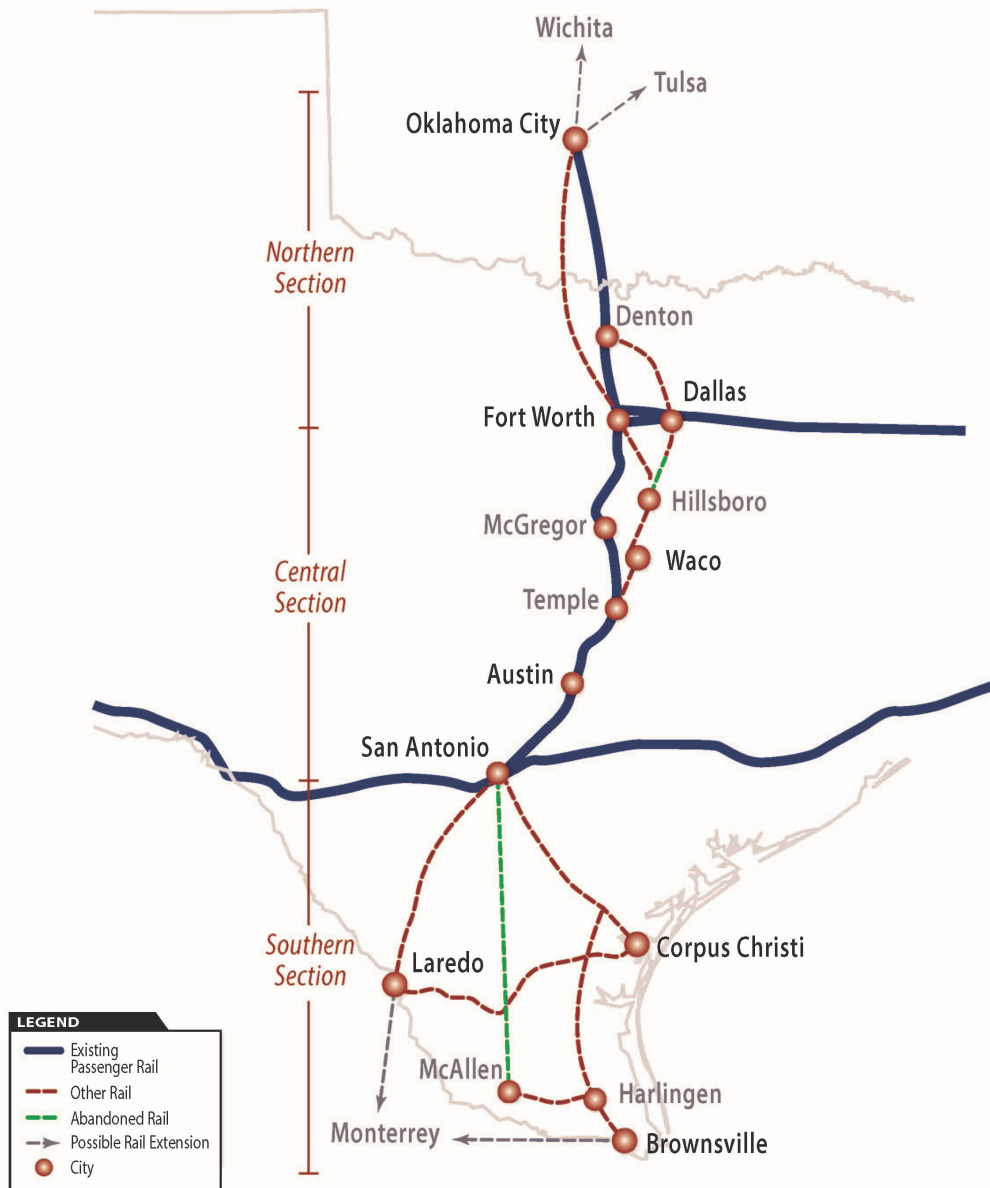 Wichita
Tulsa
Oklahoma City
Northern
Section
Denton
Dallas
Fort Worth
Hillsboro
McGregor
Waco
Central
Section
Temple
Austin
San Antonio
Southern
Section
Corpus Christi
Laredo
McAllen
Harlingen
Monterrey
Brownsville
LEGEND
Existing
Passenger Rail
Other Rail
Abandoned Rail
Possible Rail Extension
City